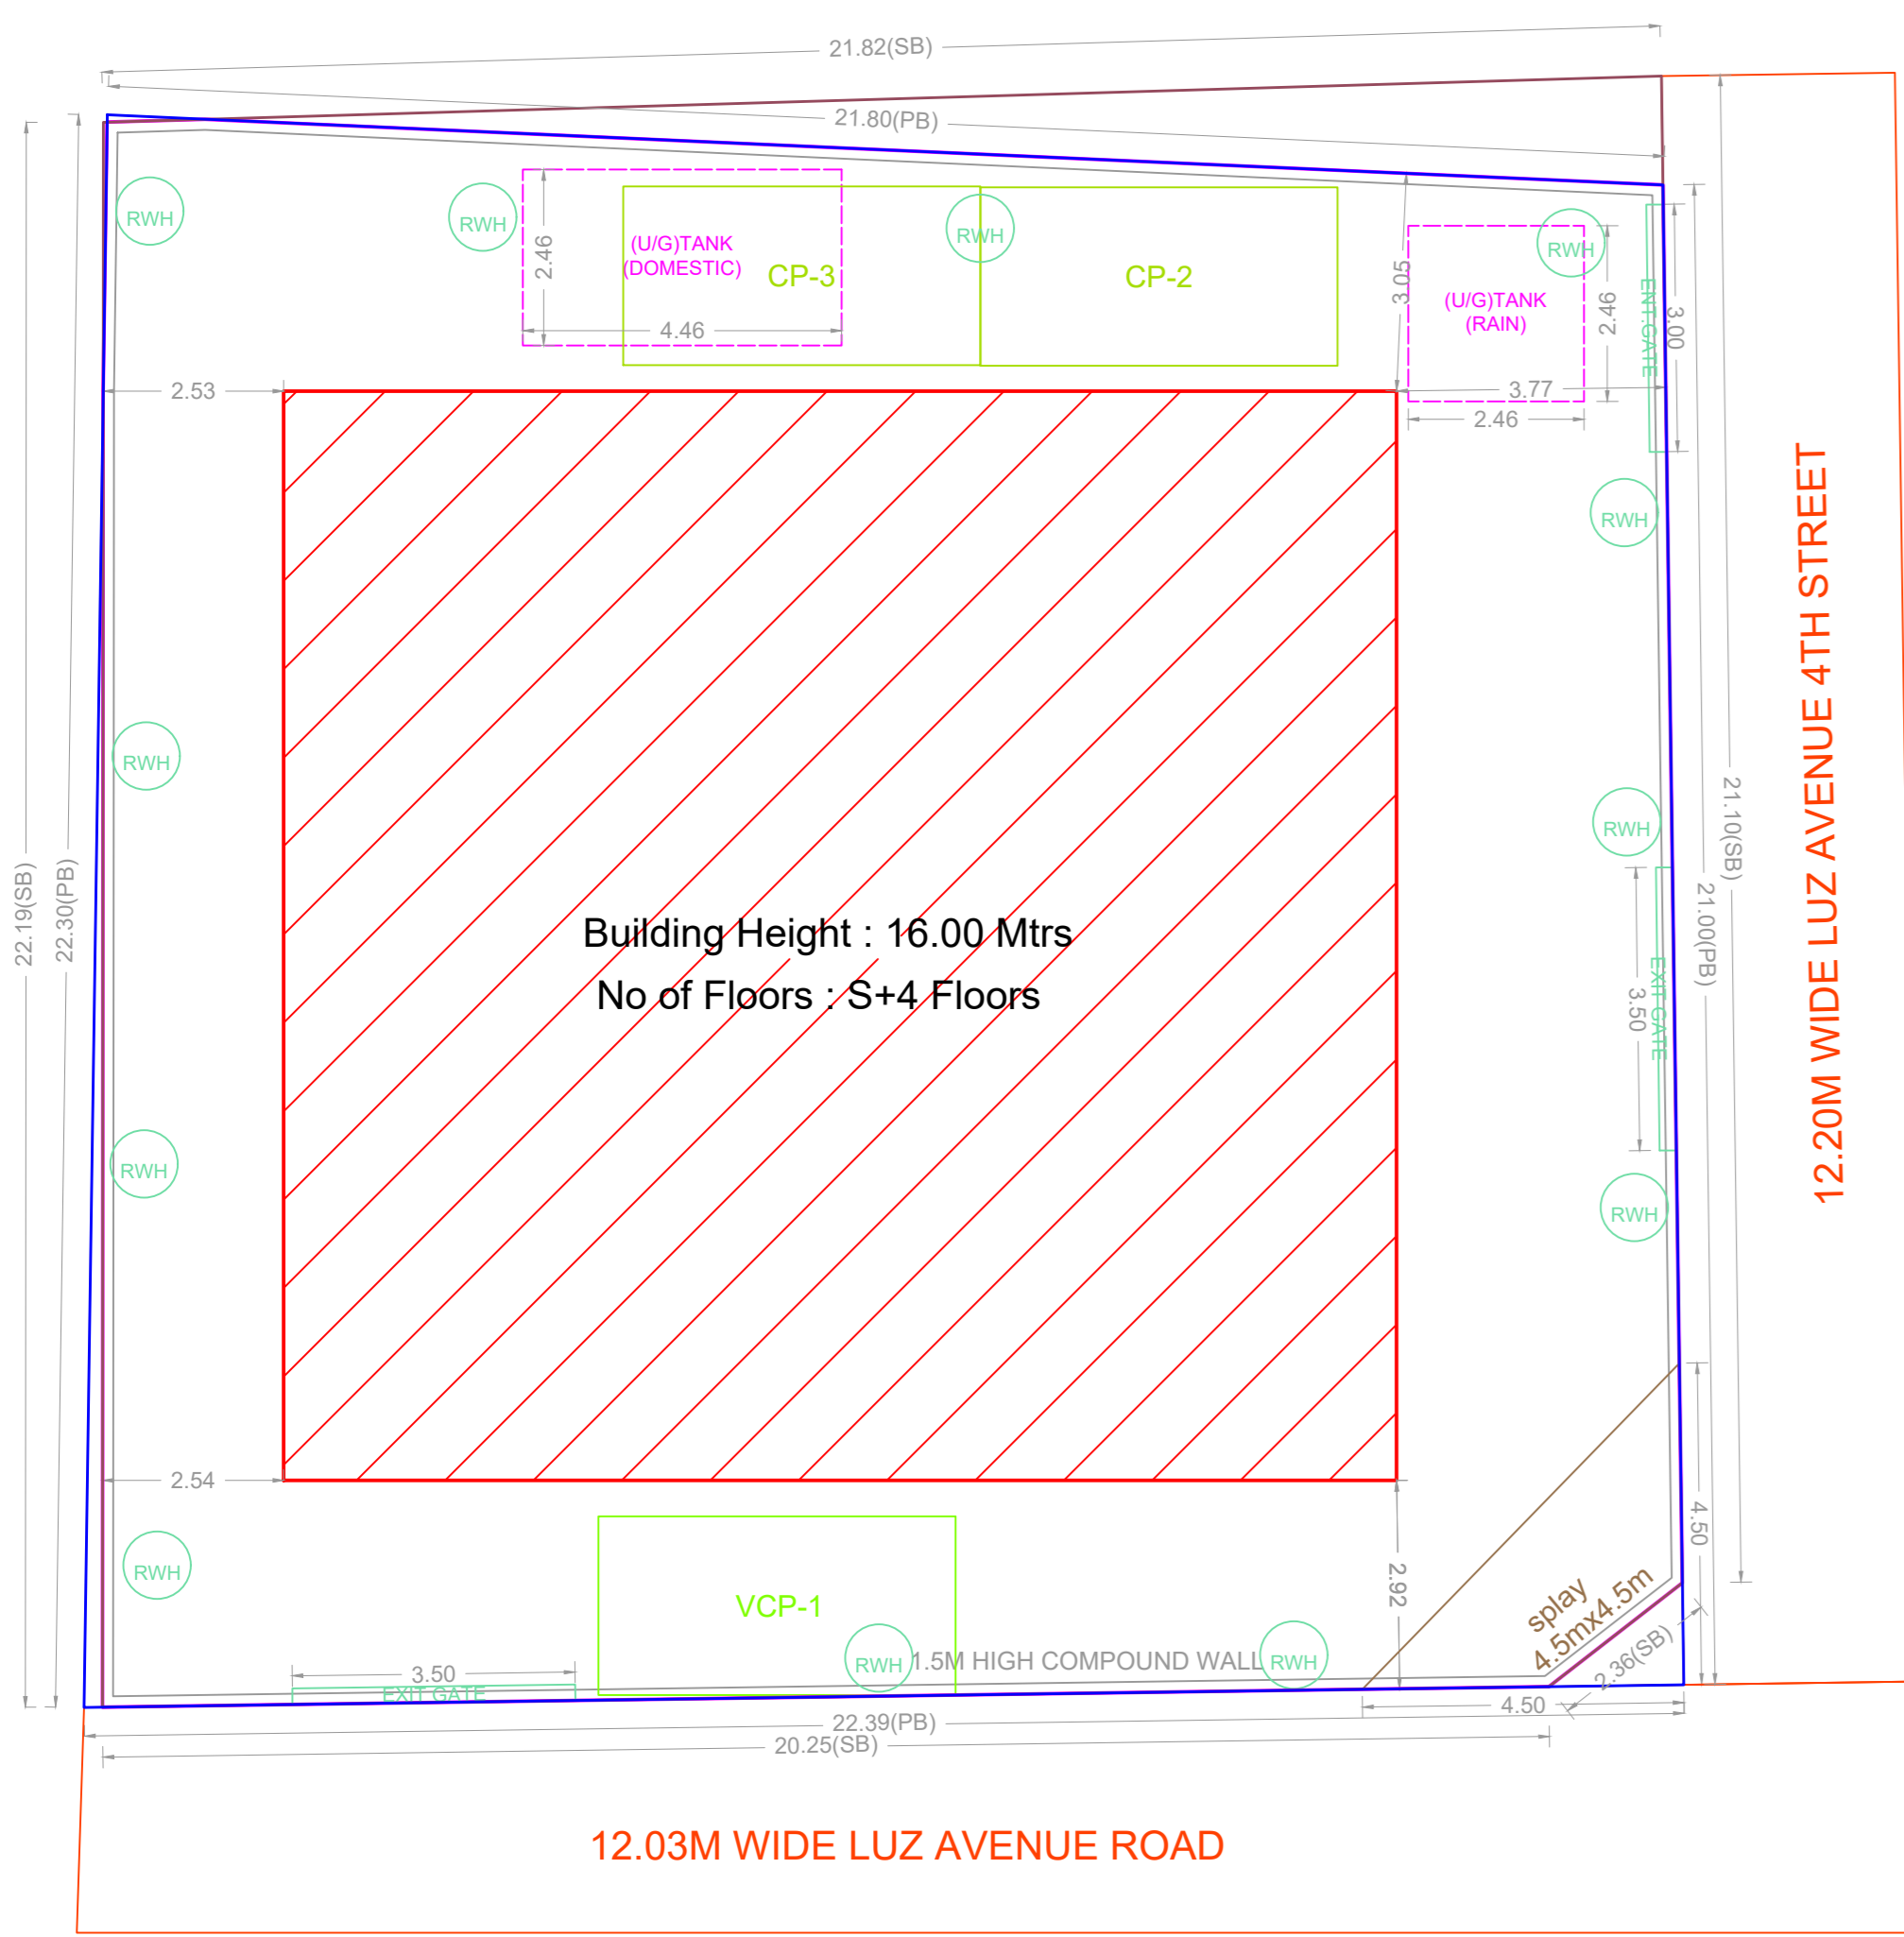 21.82(SB)
21.80(PB)
RWH
RWH
RWH
RWH
(U/G)TANK
(DOMESTIC)
2.46
4.46
CP-3
CP-2
3.05
(U/G)TANK
(RAIN)
2.46
2.46
3.77
ENT.GATE
3.00
2.53
RWH
RWH
RWH
RWH
RWH
22.19(SB)
22.30(PB)
Building Height : 16.00 Mtrs
No of Floors : S+4 Floors
EXIT GATE
3.50
21.00(PB)
21.10(SB)
12.20M WIDE LUZ AVENUE 4TH STREET
2.54
RWH
VCP-1
2.92
4.50
splay
4.5mx4.5m
2.36(SB)
RWH
1.5M HIGH COMPOUND WALL
RWH
3.50
EXIT GATE
4.50
22.39(PB)
20.25(SB)
12.03M WIDE LUZ AVENUE ROAD